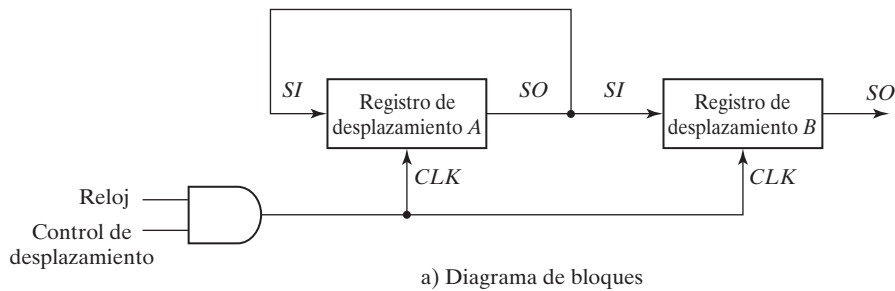 SI
Registro de
desplazamiento A
SO
SI
Registro de
desplazamiento B
SO
CLK
CLK
Reloj
Control de
desplazamiento
a) Diagrama de bloques